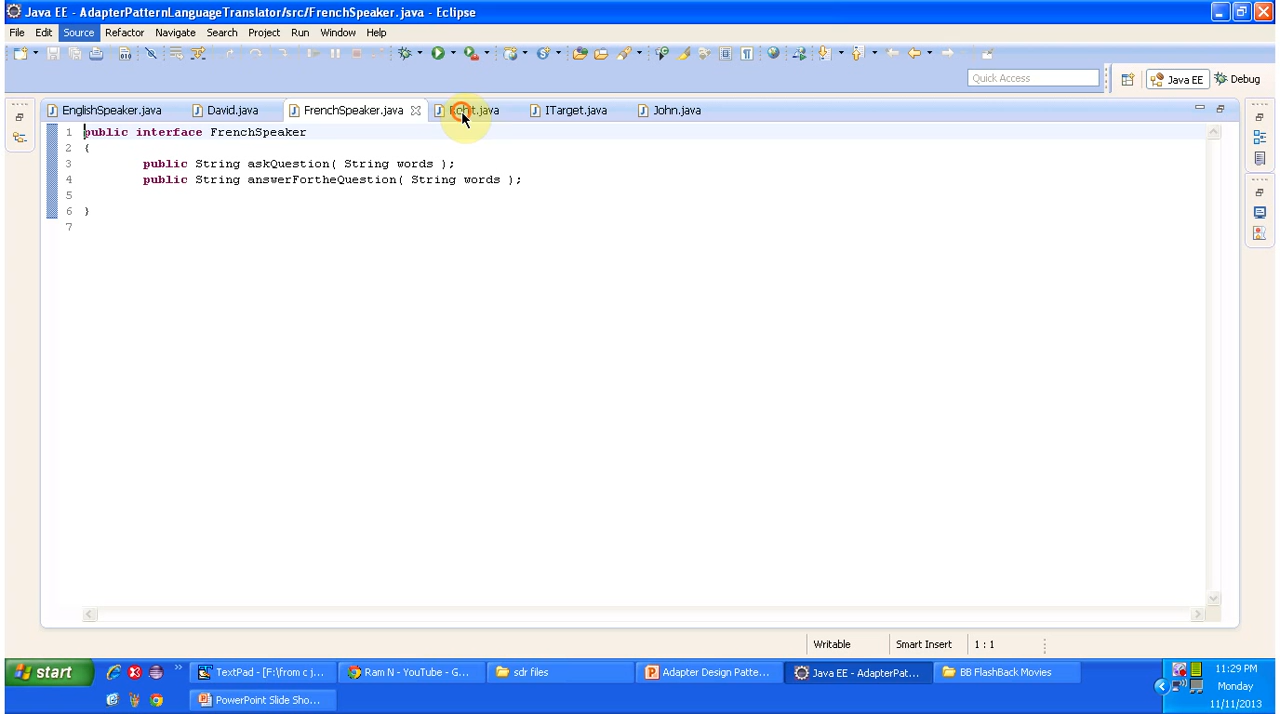 Java EE - AdapterPatternLanguageTranslator/src/FrenchSpeaker.java - Eclipse
File Edit Source Refactor Navigate Search Project Run Window Help
Quick Access
Java EE
Debug
EnglishSpeaker.java
David.java
FrenchSpeaker.java
ITarget.java
John.java
1 public interface FrenchSpeaker
2 {
3 public String askQuestion( String words );
4 public String answerFortheQuestion( String words );
5
6 }
7
Writable
Smart Insert
1 : 1
start
TextPad - [F:\from c j...
Ram N - YouTube - G...
sdr files
Adapter Design Patte...
Java EE - AdapterPat...
BB FlashBack Movies
11:29 PM
Monday
PowerPoint Slide Sho...
11/11/2013